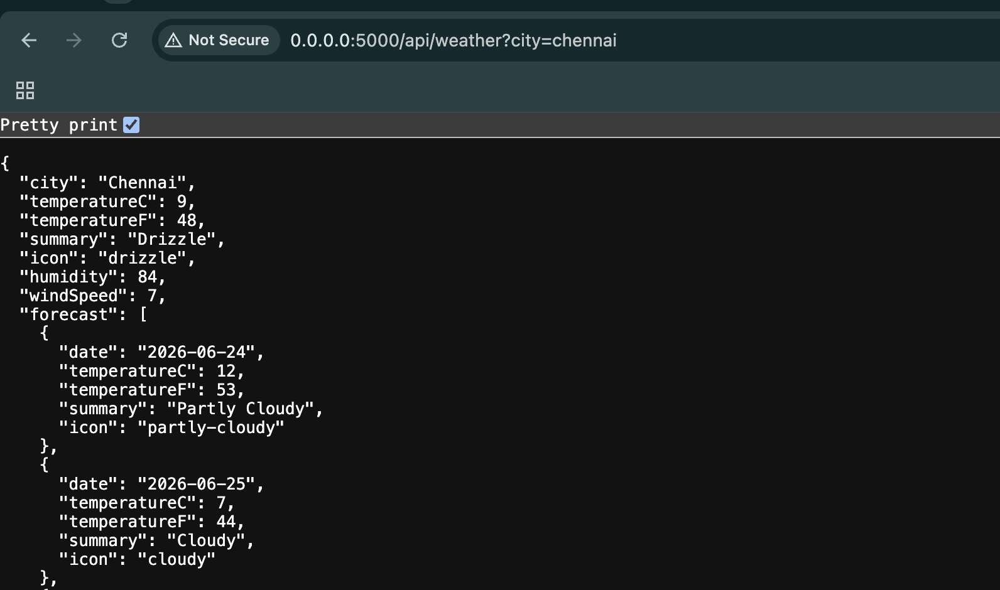 Not Secure 0.0.0.0:5000/api/weather?city=chennai
Pretty print
{
  "city": "Chennai",
  "temperatureC": 9,
  "temperatureF": 48,
  "summary": "Drizzle",
  "icon": "drizzle",
  "humidity": 84,
  "windSpeed": 7,
  "forecast": [
    {
      "date": "2026-06-24",
      "temperatureC": 12,
      "temperatureF": 53,
      "summary": "Partly Cloudy",
      "icon": "partly-cloudy"
    },
    {
      "date": "2026-06-25",
      "temperatureC": 7,
      "temperatureF": 44,
      "summary": "Cloudy",
      "icon": "cloudy"
    },